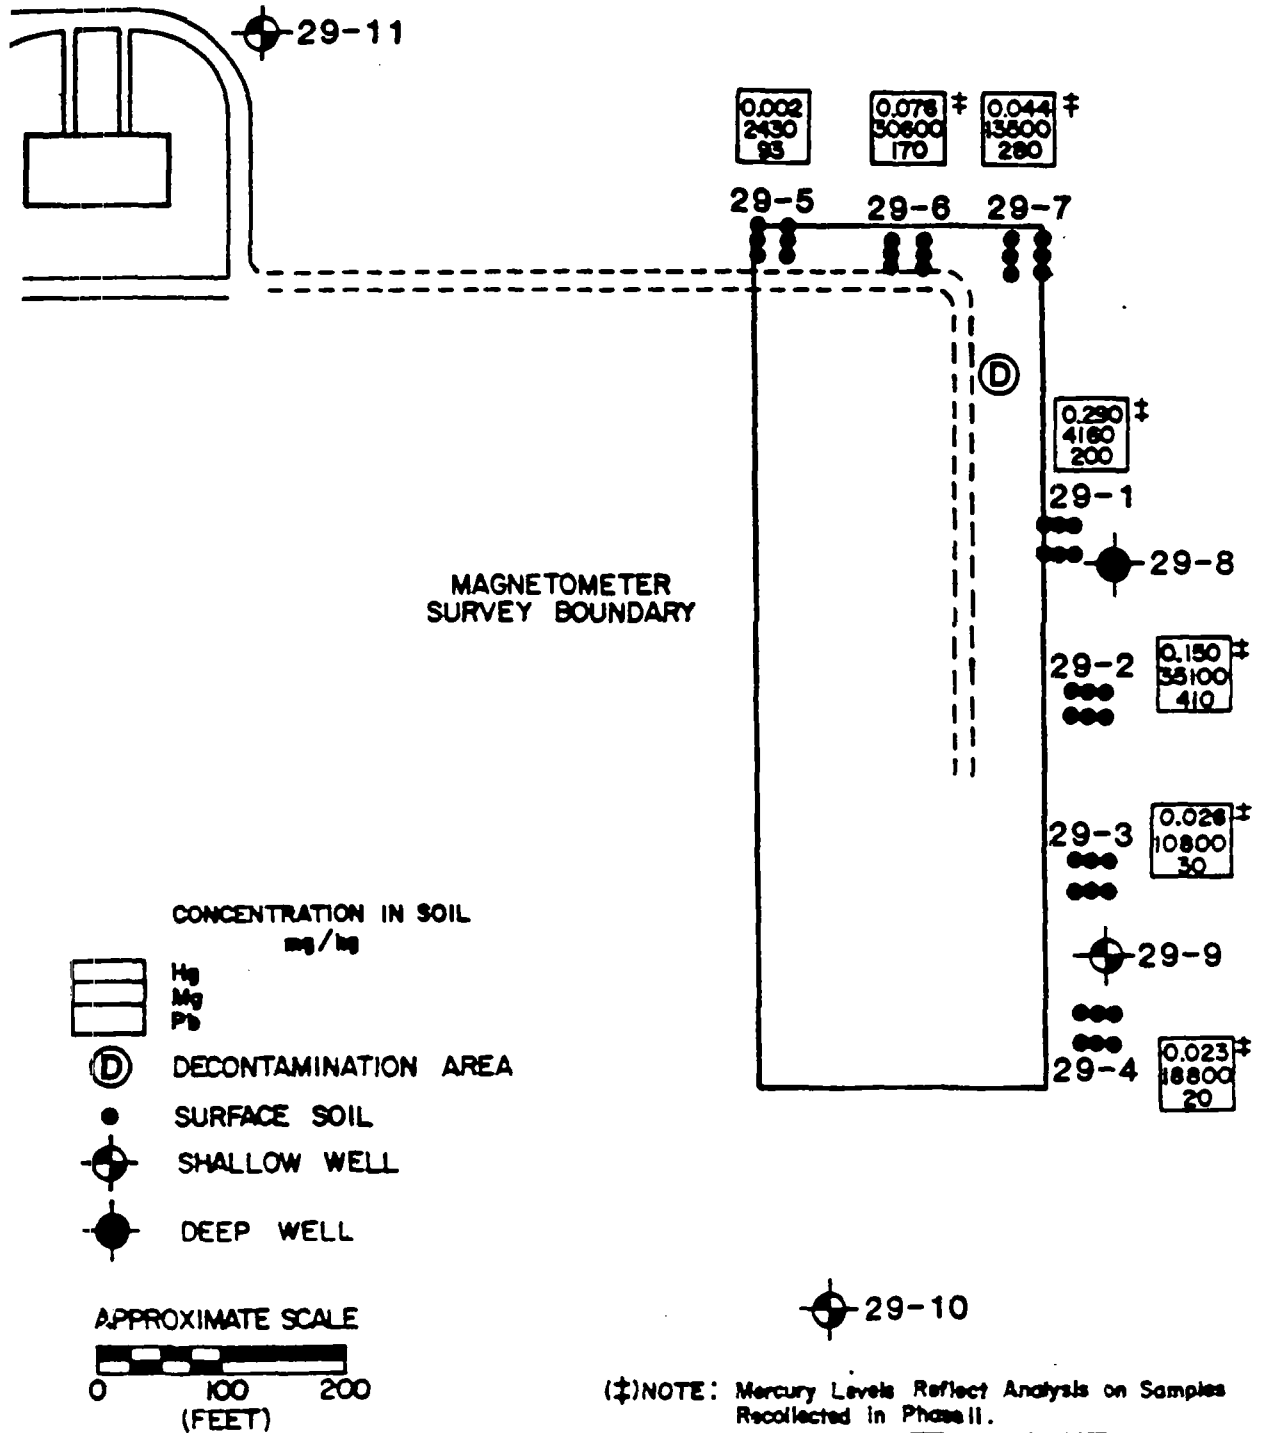 29-11
0.002
2430
93
0.076 ‡
30600
170
0.044 ‡
13500
280
29-5
29-6
29-7
D
0.290 ‡
4160
200
29-1
29-8
MAGNETOMETER
SURVEY BOUNDARY
29-2
0.150 ‡
35100
410
29-3
0.026 ‡
10800
30
29-9
29-4
0.023 ‡
18800
20
CONCENTRATION IN SOIL
mg/kg
Hg
Mg
Pb
D DECONTAMINATION AREA
SURFACE SOIL
SHALLOW WELL
DEEP WELL
APPROXIMATE SCALE
0 100 200
(FEET)
29-10
(‡)NOTE: Mercury Levels Reflect Analysis on Samples
Recollected in Phase II.